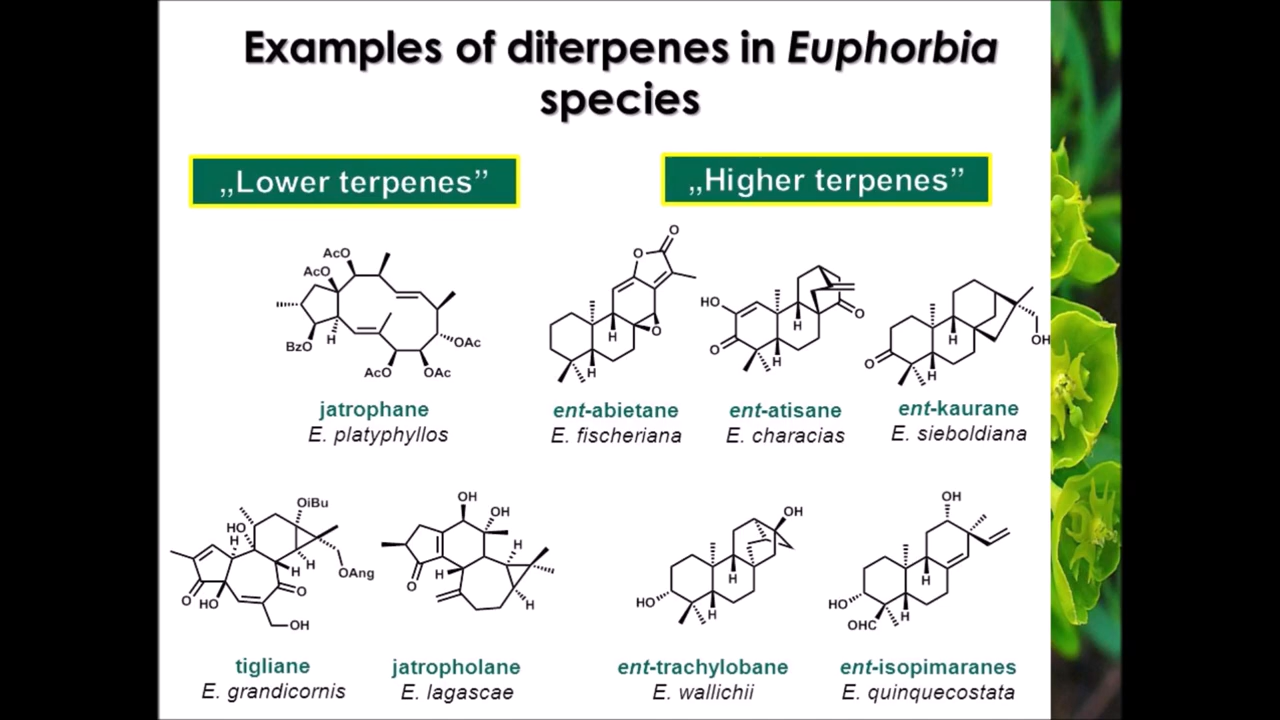 Examples of diterpenes in Euphorbia
species
„Lower terpenes”
„Higher terpenes”
AcO
AcO
BzO
H
OAc
AcO
OAc
jatrophane
E. platyphyllos
O
O
H
O
H
ent-abietane
E. fischeriana
HO
O
H
O
H
ent-atisane
E. characias
O
H
OH
H
ent-kaurane
E. sieboldiana
OiBu
HO
H
H
H
H
O
HO
O
OAng
OH
tigliane
E. grandicornis
OH
OH
H
O
H
H
jatropholane
E. lagascae
OH
H
HO
H
ent-trachylobane
E. wallichii
OH
H
HO
OHC
H
ent-isopimaranes
E. quinquecostata